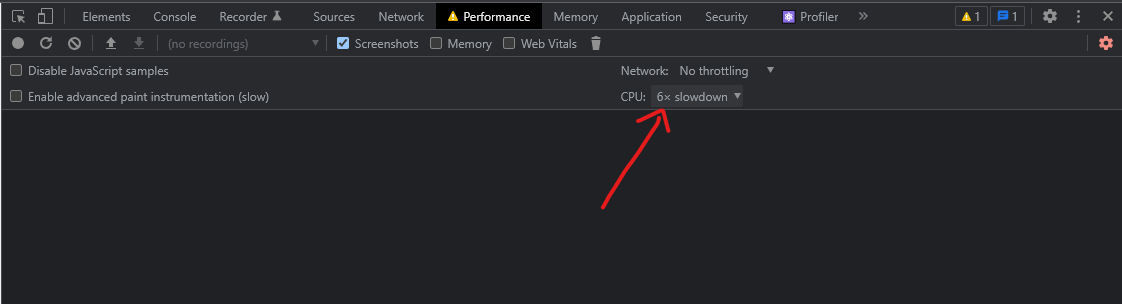 Elements Console Recorder Sources Network Performance Memory Application Security Profiler » 1 1
(no recordings) Screenshots Memory Web Vitals
Disable JavaScript samples Network: No throttling
Enable advanced paint instrumentation (slow) CPU: 6× slowdown